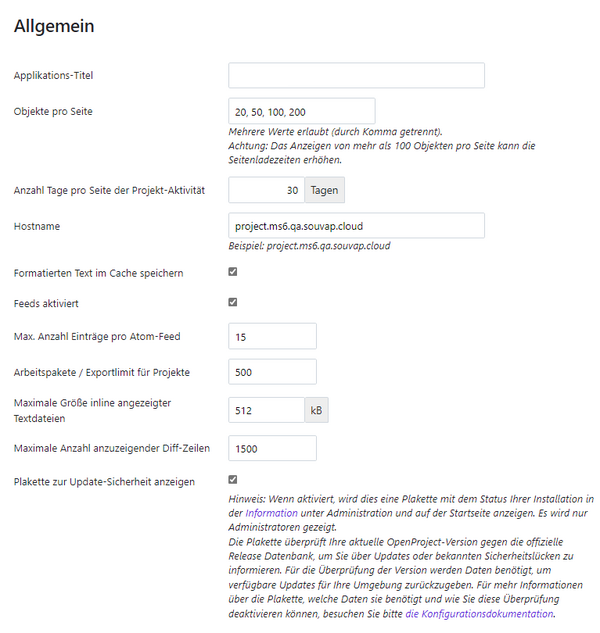 Allgemein
Applikations-Titel
Objekte pro Seite
20, 50, 100, 200
Mehrere Werte erlaubt (durch Komma getrennt).
Achtung: Das Anzeigen von mehr als 100 Objekten pro Seite kann die
Seitenladezeiten erhöhen.
Anzahl Tage pro Seite der Projekt-Aktivität
30 Tagen
Hostname
project.ms6.qa.souvap.cloud
Beispiel: project.ms6.qa.souvap.cloud
Formatierten Text im Cache speichern
Feeds aktiviert
Max. Anzahl Einträge pro Atom-Feed
15
Arbeitspakete / Exportlimit für Projekte
500
Maximale Größe inline angezeigter
Textdateien
512 kB
Maximale Anzahl anzuzeigender Diff-Zeilen
1500
Plakette zur Update-Sicherheit anzeigen
Hinweis: Wenn aktiviert, wird dies eine Plakette mit dem Status Ihrer Installation in
der Information unter Administration und auf der Startseite anzeigen. Es wird nur
Administratoren gezeigt.
Die Plakette überprüft Ihre aktuelle OpenProject-Version gegen die offizielle
Release Datenbank, um Sie über Updates oder bekannten Sicherheitslücken zu
informieren. Für die Überprüfung der Version werden Daten benötigt, um
verfügbare Updates für Ihre Umgebung zurückzugeben. Für mehr Informationen
über die Plakette, welche Daten sie benötigt und wie Sie diese Überprüfung
deaktivieren können, besuchen Sie bitte die Konfigurationsdokumentation.